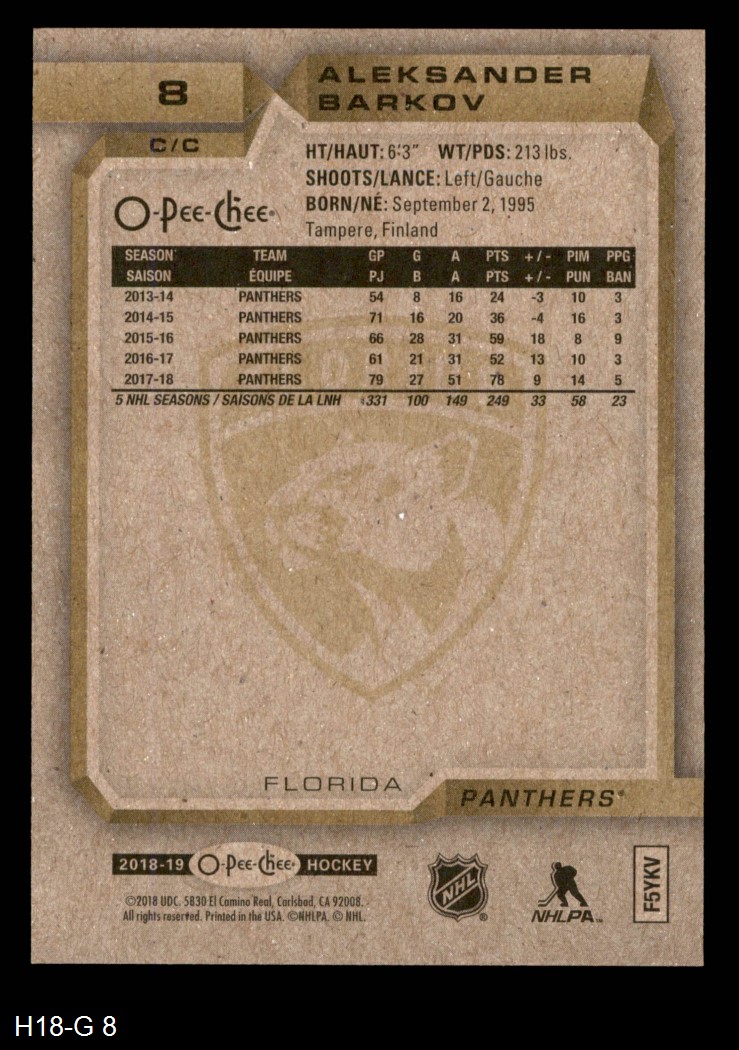 8
ALEKSANDER
BARKOV
C/C
HT/HAUT: 6'3" WT/PDS: 213 lbs.
SHOOTS/LANCE: Left/Gauche
BORN/NÉ: September 2, 1995
Tampere, Finland
O-Pee-Chee
SEASON TEAM GP G A PTS +/- PIM PPG
SAISON ÉQUIPE PJ B A PTS +/- PUN BAN
2013-14 PANTHERS 54 8 16 24 -3 10 3
2014-15 PANTHERS 71 16 20 36 -4 16 3
2015-16 PANTHERS 66 28 31 59 18 8 9
2016-17 PANTHERS 61 21 31 52 13 10 3
2017-18 PANTHERS 79 27 51 78 9 14 5
5 NHL SEASONS / SAISONS DE LA LNH 331 100 149 249 33 58 23
FLORIDA
PANTHERS
2018-19 O-Pee-Chee HOCKEY
©2018 UDC. 5830 El Camino Real, Carlsbad, CA 92008.
All rights reserved. Printed in the USA. ©NHLPA. © NHL.
NHL ®
NHLPA™
F5YKV
H18-G 8